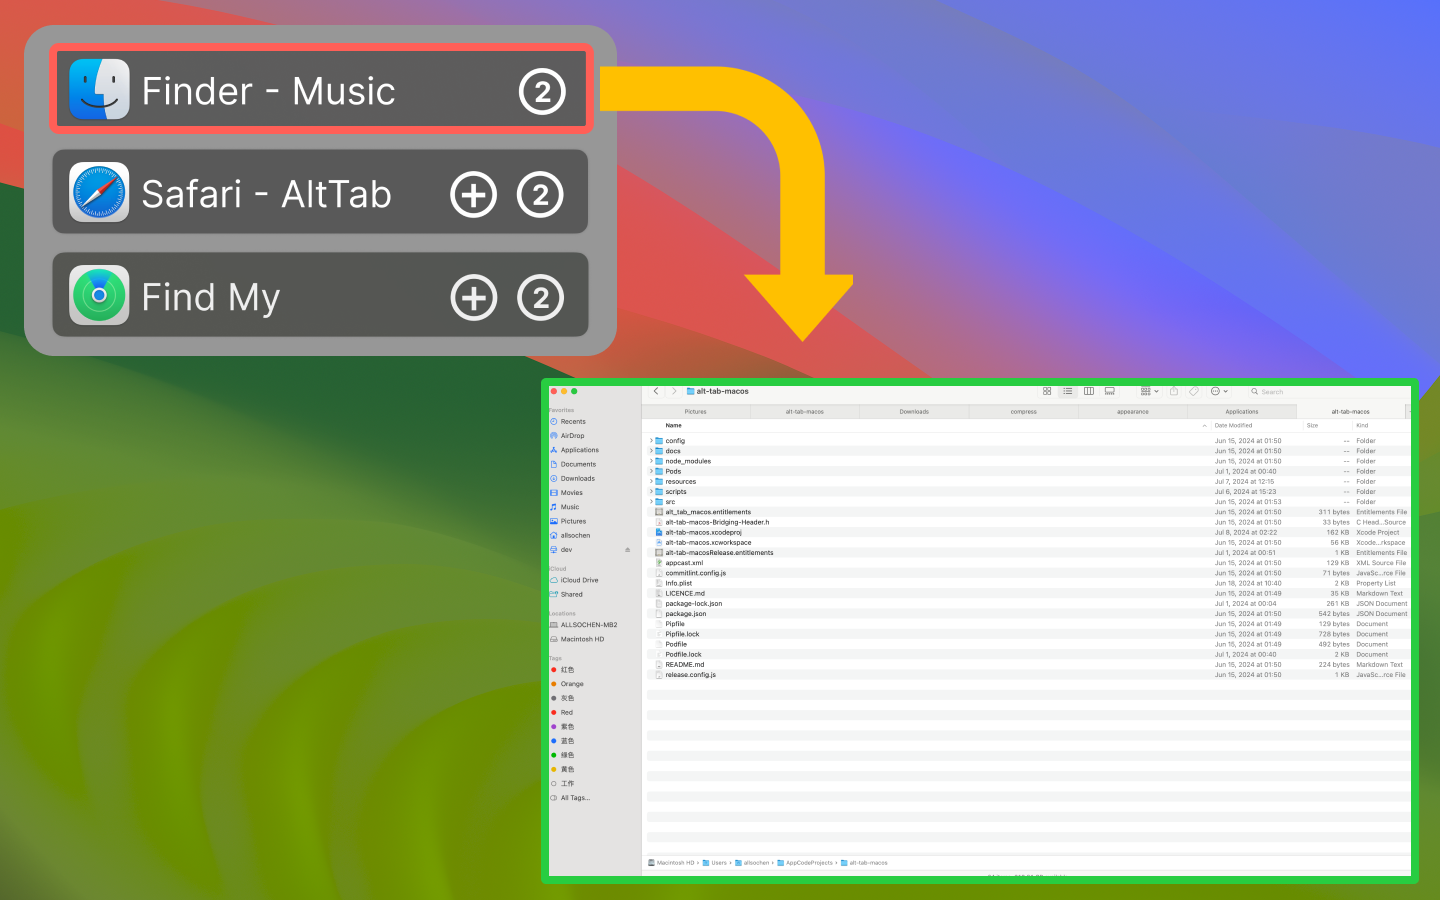 Finder - Music 2
Safari - AltTab 2
Find My 2
alt-tab-macos
Search
Pictures alt-tab-macos Downloads compress appearance Applications alt-tab-macos
Name Date Modified Size Kind
Favorites
Recents
AirDrop
Applications
Documents
Downloads
Movies
Music
Pictures
allsochen
dev
iCloud
iCloud Drive
Shared
Locations
ALLSOCHEN-MB2
Macintosh HD
Tags
红色
Orange
灰色
Red
紫色
蓝色
绿色
黄色
工作
All Tags...
config Jun 15, 2024 at 01:50 -- Folder
docs Jun 15, 2024 at 01:50 -- Folder
node_modules Jun 15, 2024 at 01:50 -- Folder
Pods Jul 1, 2024 at 00:40 -- Folder
resources Jul 7, 2024 at 12:15 -- Folder
scripts Jul 6, 2024 at 15:23 -- Folder
src Jun 15, 2024 at 01:53 -- Folder
alt_tab_macos.entitlements Jun 15, 2024 at 01:50 311 bytes Entitlements File
alt-tab-macos-Bridging-Header.h Jun 15, 2024 at 01:50 33 bytes C Head...Source
alt-tab-macos.xcodeproj Jul 8, 2024 at 02:22 162 KB Xcode Project
alt-tab-macos.xcworkspace Jun 15, 2024 at 01:50 56 KB Xcode...rkspace
alt-tab-macosRelease.entitlements Jul 1, 2024 at 00:51 1 KB Entitlements File
appcast.xml Jun 15, 2024 at 01:50 129 KB XML Source File
commitlint.config.js Jun 15, 2024 at 01:50 71 bytes JavaSc...rce File
Info.plist Jun 18, 2024 at 10:40 2 KB Property List
LICENCE.md Jun 15, 2024 at 01:49 35 KB Markdown Text
package-lock.json Jul 1, 2024 at 00:04 261 KB JSON Document
package.json Jun 15, 2024 at 01:50 542 bytes JSON Document
Pipfile Jun 15, 2024 at 01:49 129 bytes Document
Pipfile.lock Jun 15, 2024 at 01:49 728 bytes Document
Podfile Jun 15, 2024 at 01:49 492 bytes Document
Podfile.lock Jul 1, 2024 at 00:40 2 KB Document
README.md Jun 15, 2024 at 01:50 224 bytes Markdown Text
release.config.js Jun 15, 2024 at 01:50 1 KB JavaSc...rce File
Macintosh HD › Users › allsochen › AppCodeProjects › alt-tab-macos